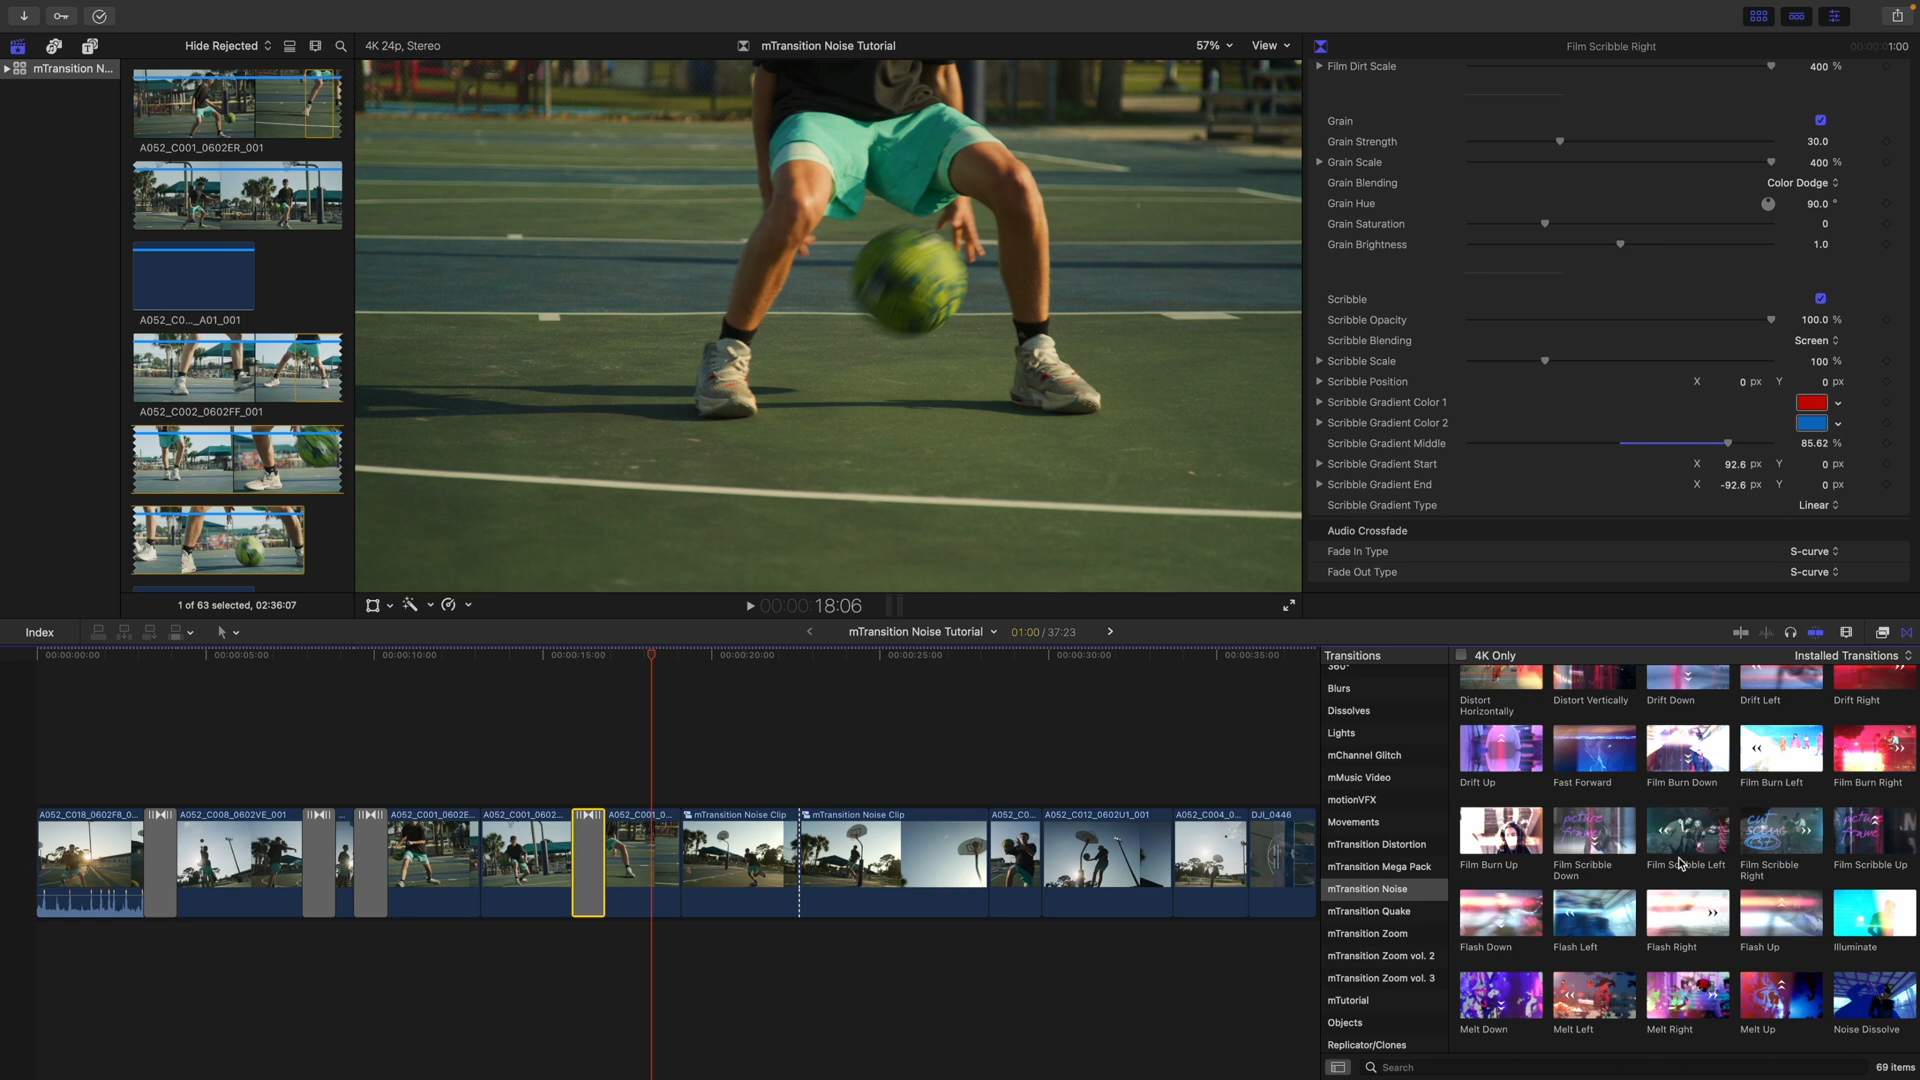 Hide Rejected
4K 24p, Stereo
mTransition Noise Tutorial
57%
View
Film Scribble Right
00:00:01:00
mTransition N...
A052_C001_0602ER_001
A052_C0..._A01_001
A052_C002_0602FF_001
1 of 63 selected, 02:36:07
00:00:00:18:06
Film Dirt Scale 400 %
Grain
Grain Strength 30.0
Grain Scale 400 %
Grain Blending Color Dodge
Grain Hue 90.0 °
Grain Saturation 0
Grain Brightness 1.0
Scribble
Scribble Opacity 100.0 %
Scribble Blending Screen
Scribble Scale 100 %
Scribble Position X 0 px Y 0 px
Scribble Gradient Color 1
Scribble Gradient Color 2
Scribble Gradient Middle 85.62 %
Scribble Gradient Start X 92.6 px Y 0 px
Scribble Gradient End X -92.6 px Y 0 px
Scribble Gradient Type Linear
Audio Crossfade
Fade In Type S-curve
Fade Out Type S-curve
Index
mTransition Noise Tutorial
01:00 / 37:23
00:00:00:00
00:00:05:00
00:00:10:00
00:00:15:00
00:00:20:00
00:00:25:00
00:00:30:00
00:00:35:00
A052_C018_0602F8_0...
A052_C008_0602VE_001
...
A052_C001_0602E...
A052_C001_0602...
A052_C001_0...
mTransition Noise Clip
mTransition Noise Clip
A052_C0...
A052_C012_0602U1_001
A052_C004_0...
DJI_0446
Transitions
4K Only
Installed Transitions
360°
Blurs
Dissolves
Lights
mChannel Glitch
mMusic Video
motionVFX
Movements
mTransition Distortion
mTransition Mega Pack
mTransition Noise
mTransition Quake
mTransition Zoom
mTransition Zoom vol. 2
mTransition Zoom vol. 3
mTutorial
Objects
Replicator/Clones
Distort
Horizontally
Distort Vertically
Drift Down
Drift Left
Drift Right
Drift Up
Fast Forward
Film Burn Down
Film Burn Left
Film Burn Right
picture
frame
cut
scenes
picture
frame
Film Burn Up
Film Scribble
Down
Film Scribble Left
Film Scribble
Right
Film Scribble Up
Flash Down
Flash Left
Flash Right
Flash Up
Illuminate
Melt Down
Melt Left
Melt Right
Melt Up
Noise Dissolve
Search
69 items